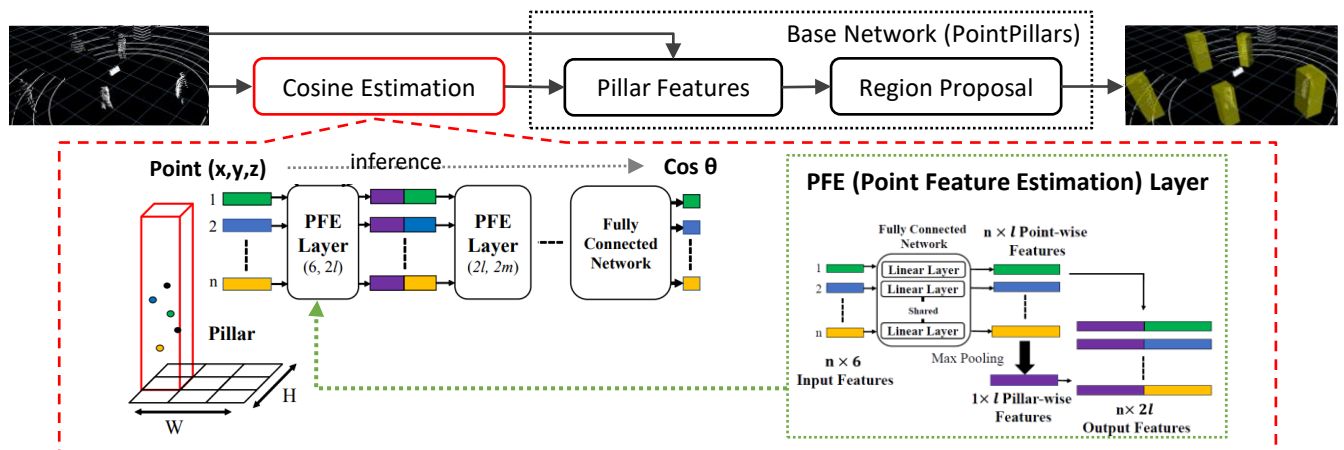 Base Network (PointPillars)
Cosine Estimation
Pillar Features
Region Proposal
Point (x,y,z)
inference
Cos θ
1
2
n
PFE
Layer
(6, 2l)
PFE
Layer
(2l, 2m)
Fully
Connected
Network
Pillar
H
W
PFE (Point Feature Estimation) Layer
Fully Connected
Network
n × l Point-wise
Features
1
2
n
Linear Layer
Linear Layer
Shared
Linear Layer
n × 6
Input Features
Max Pooling
1× l Pillar-wise
Features
n× 2l
Output Features